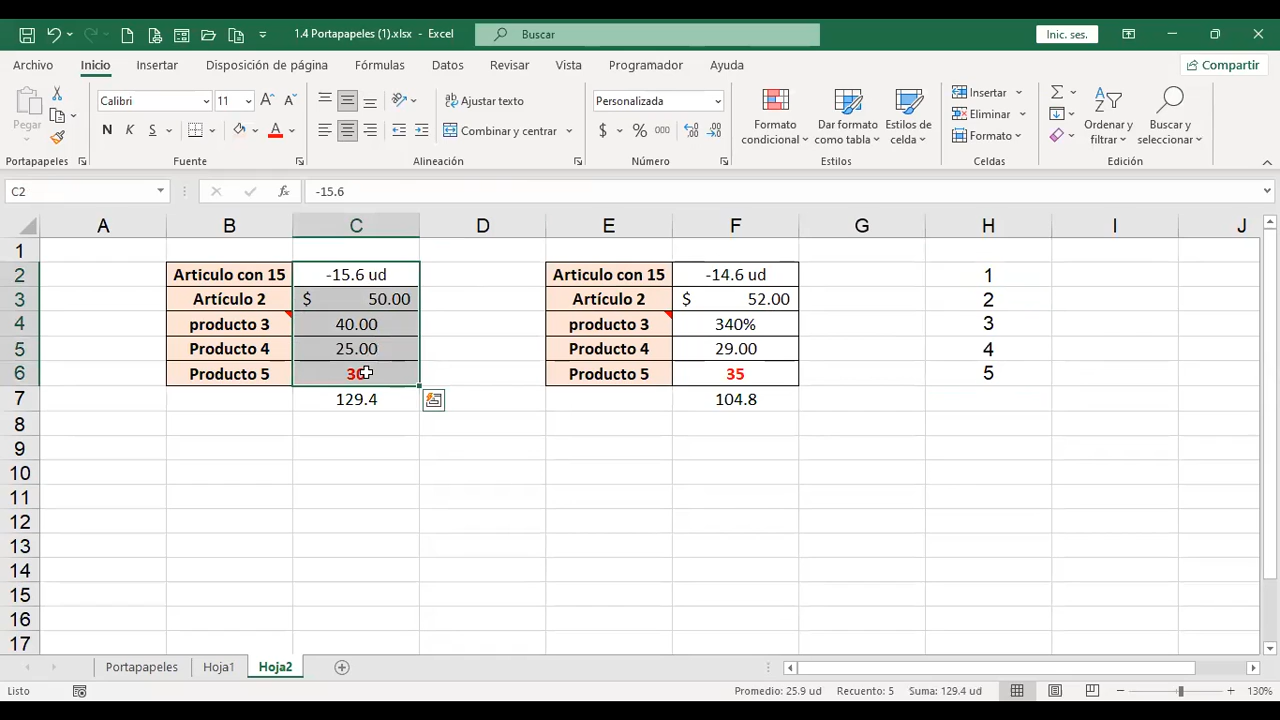 1.4 Portapapeles (1).xlsx - Excel
Buscar
Inic. ses.
Archivo Inicio Insertar Disposición de página Fórmulas Datos Revisar Vista Programador Ayuda Compartir
Pegar
Calibri 11
N K S
Ajustar texto
Combinar y centrar
Personalizada
$ % 000
Formato condicional
Dar formato como tabla
Estilos de celda
Insertar
Eliminar
Formato
Ordenar y filtrar
Buscar y seleccionar
Portapapeles Fuente Alineación Número Estilos Celdas Edición
C2 fx -15.6
A B C D E F G H I J
1
2 Articulo con 15 -15.6 ud Articulo con 15 -14.6 ud 1
3 Artículo 2 $ 50.00 Artículo 2 $ 52.00 2
4 producto 3 40.00 producto 3 340% 3
5 Producto 4 25.00 Producto 4 29.00 4
6 Producto 5 30 Producto 5 35 5
7 129.4 104.8
8
9
10
11
12
13
14
15
16
17
Portapapeles Hoja1 Hoja2
Listo Promedio: 25.9 ud Recuento: 5 Suma: 129.4 ud 130%